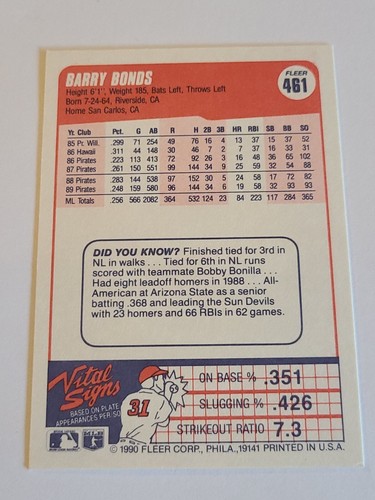 BARRY BONDS
FLEER
461
Height 6'1", Weight 185, Bats Left, Throws Left
Born 7-24-64, Riverside, CA
Home San Carlos, CA
Yr. Club Pct. G AB R H 2B 3B HR RBI SB BB SO
85 Pr. Will. .299 71 254 49 76 16 4 13 37 15 37 52
86 Hawaii .311 44 148 30 46 7 2 7 37 16 33 31
86 Pirates .223 113 413 72 92 26 3 16 48 36 65 102
87 Pirates .261 150 551 99 144 34 9 25 59 32 54 88
88 Pirates .283 144 538 97 152 30 5 24 58 17 72 82
89 Pirates .248 159 580 96 144 34 6 19 58 32 93 93
ML Totals .256 566 2082 364 532 124 23 84 223 117 284 365
DID YOU KNOW? Finished tied for 3rd in
NL in walks . . . Tied for 6th in NL runs
scored with teammate Bobby Bonilla . . .
Had eight leadoff homers in 1988 . . . All-
American at Arizona State as a senior
batting .368 and leading the Sun Devils
with 23 homers and 66 RBIs in 62 games.
Vital
Signs
BASED ON PLATE
APPEARANCES PER SO
31
ON BASE % .351
SLUGGING % .426
STRIKEOUT RATIO 7.3
© 1990 FLEER CORP., PHILA., 19141 PRINTED IN U.S.A.